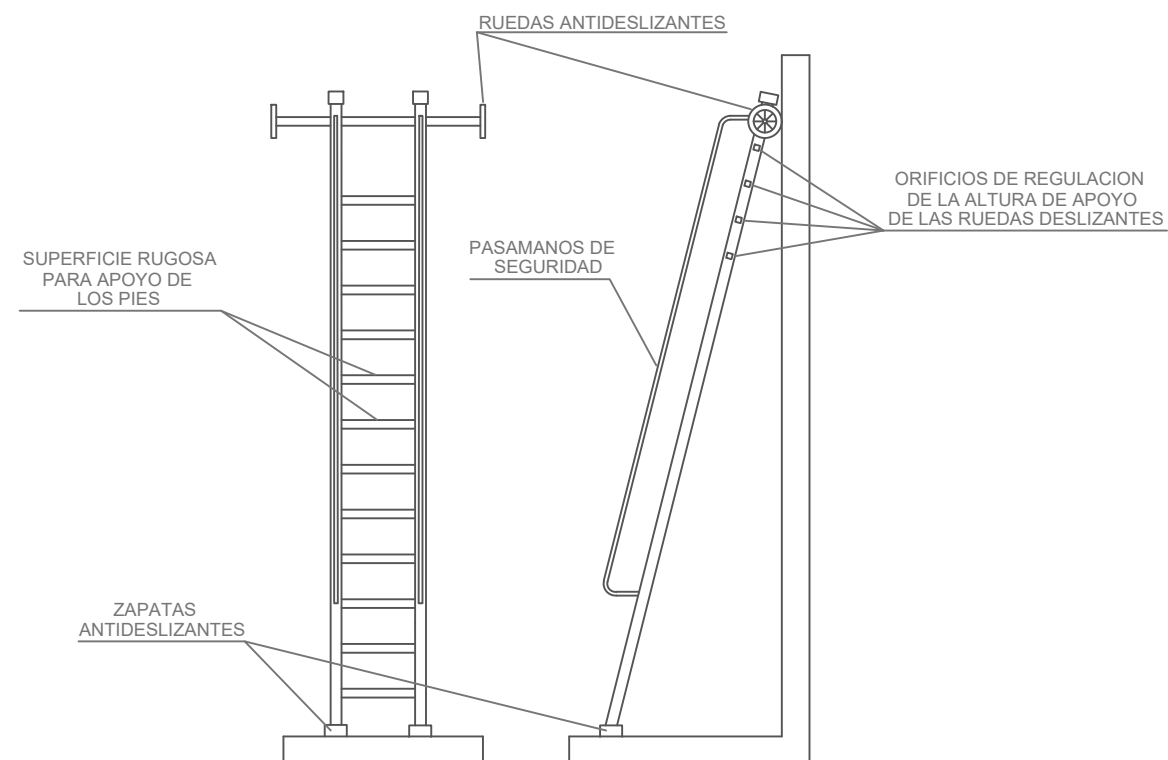 RUEDAS ANTIDESLIZANTES
ORIFICIOS DE REGULACION
DE LA ALTURA DE APOYO
DE LAS RUEDAS DESLIZANTES
PASAMANOS DE
SEGURIDAD
SUPERFICIE RUGOSA
PARA APOYO DE
LOS PIES
ZAPATAS
ANTIDESLIZANTES